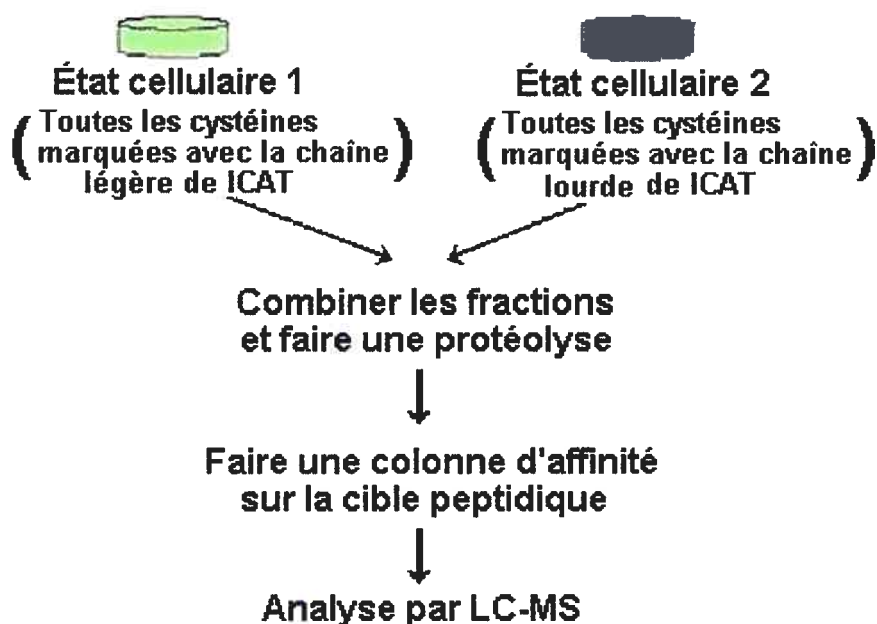 État cellulaire 1
(Toutes les cystéines
marquées avec la chaîne
légère de ICAT)
État cellulaire 2
(Toutes les cystéines
marquées avec la chaîne
lourde de ICAT)
Combiner les fractions
et faire une protéolyse
Faire une colonne d'affinité
sur la cible peptidique
Analyse par LC-MS